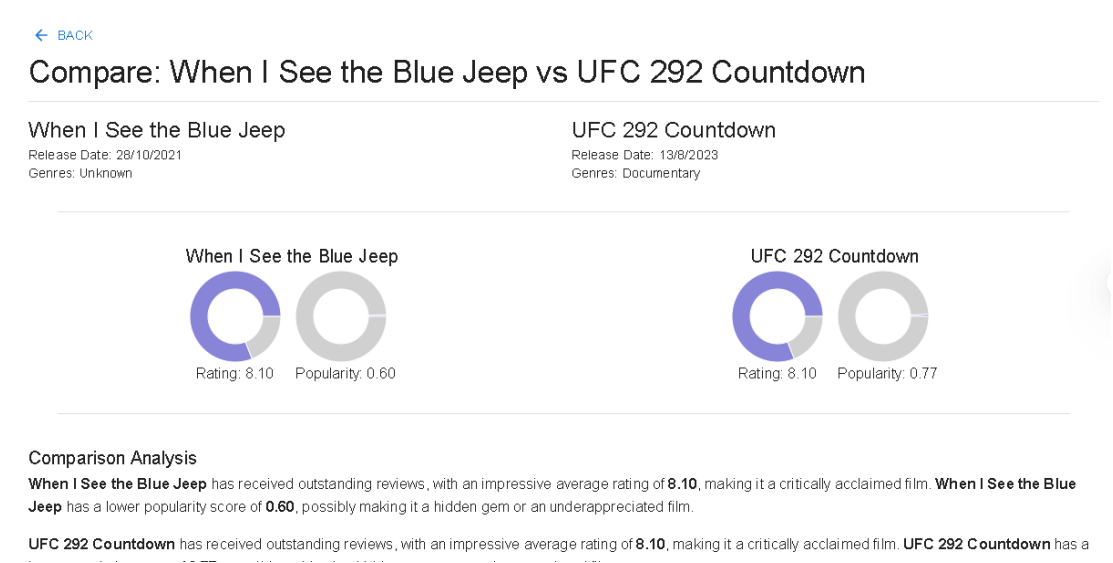 ← BACK
Compare: When I See the Blue Jeep vs UFC 292 Countdown
When I See the Blue Jeep
Release Date: 28/10/2021
Genres: Unknown
UFC 292 Countdown
Release Date: 13/8/2023
Genres: Documentary
When I See the Blue Jeep
Rating: 8.10 Popularity: 0.60
UFC 292 Countdown
Rating: 8.10 Popularity: 0.77
Comparison Analysis
When I See the Blue Jeep has received outstanding reviews, with an impressive average rating of 8.10, making it a critically acclaimed film. When I See the Blue
Jeep has a lower popularity score of 0.60, possibly making it a hidden gem or an underappreciated film.
UFC 292 Countdown has received outstanding reviews, with an impressive average rating of 8.10, making it a critically acclaimed film. UFC 292 Countdown has a